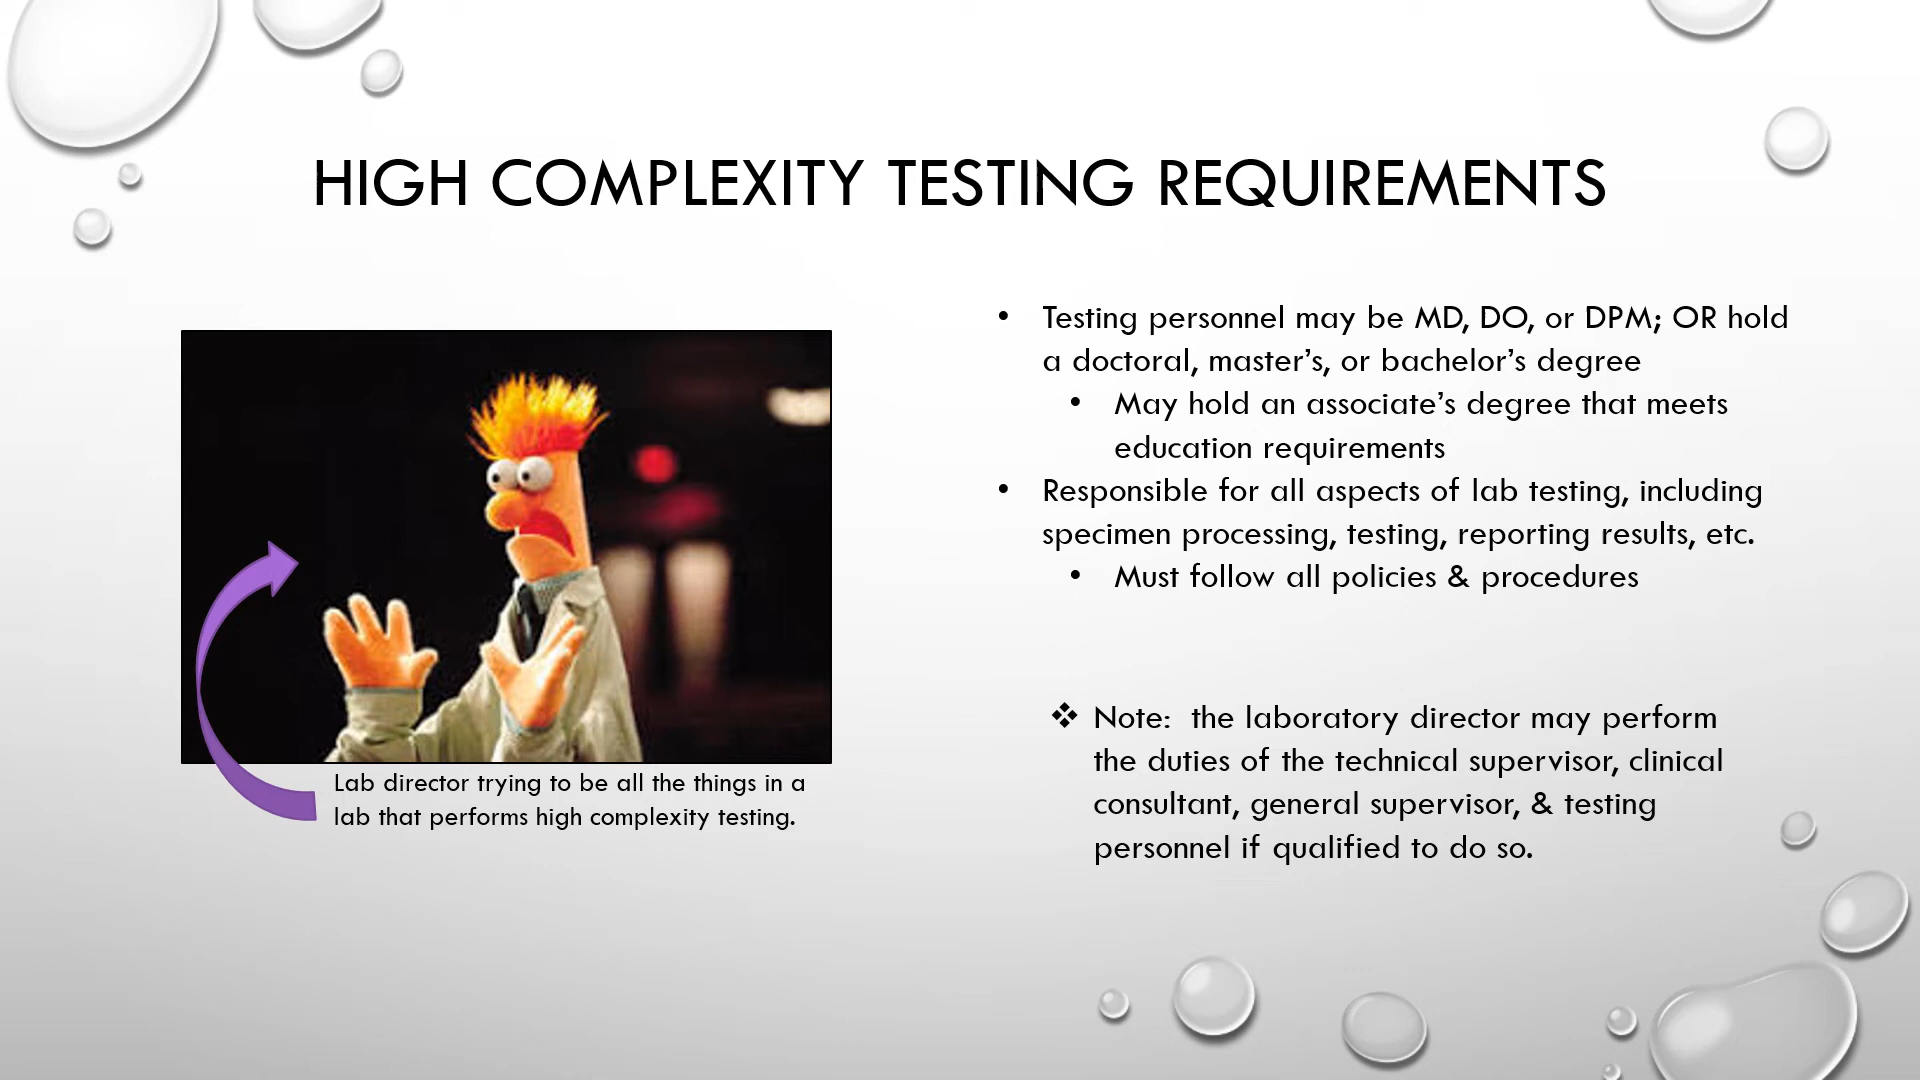 HIGH COMPLEXITY TESTING REQUIREMENTS
• Testing personnel may be MD, DO, or DPM; OR hold
a doctoral, master’s, or bachelor’s degree
• May hold an associate’s degree that meets
education requirements
• Responsible for all aspects of lab testing, including
specimen processing, testing, reporting results, etc.
• Must follow all policies & procedures
❖ Note:  the laboratory director may perform
the duties of the technical supervisor, clinical
consultant, general supervisor, & testing
personnel if qualified to do so.
Lab director trying to be all the things in a
lab that performs high complexity testing.